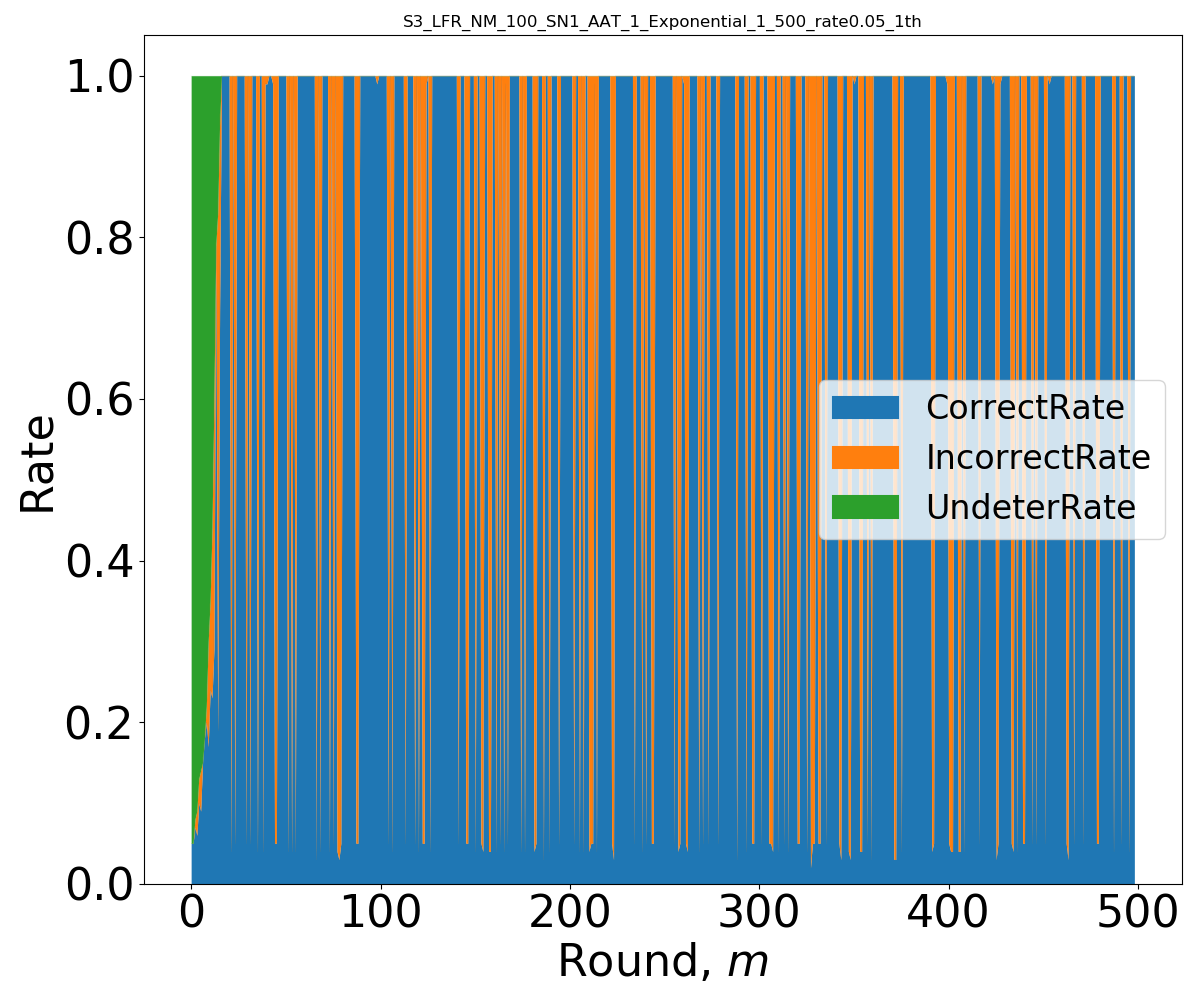 S3_LFR_NM_100_SN1_AAT_1_Exponential_1_500_rate0.05_1th
1.0
0.8
0.6
0.4
0.2
0.0
Rate
CorrectRate
IncorrectRate
UndeterRate
0 100 200 300 400 500
Round, m